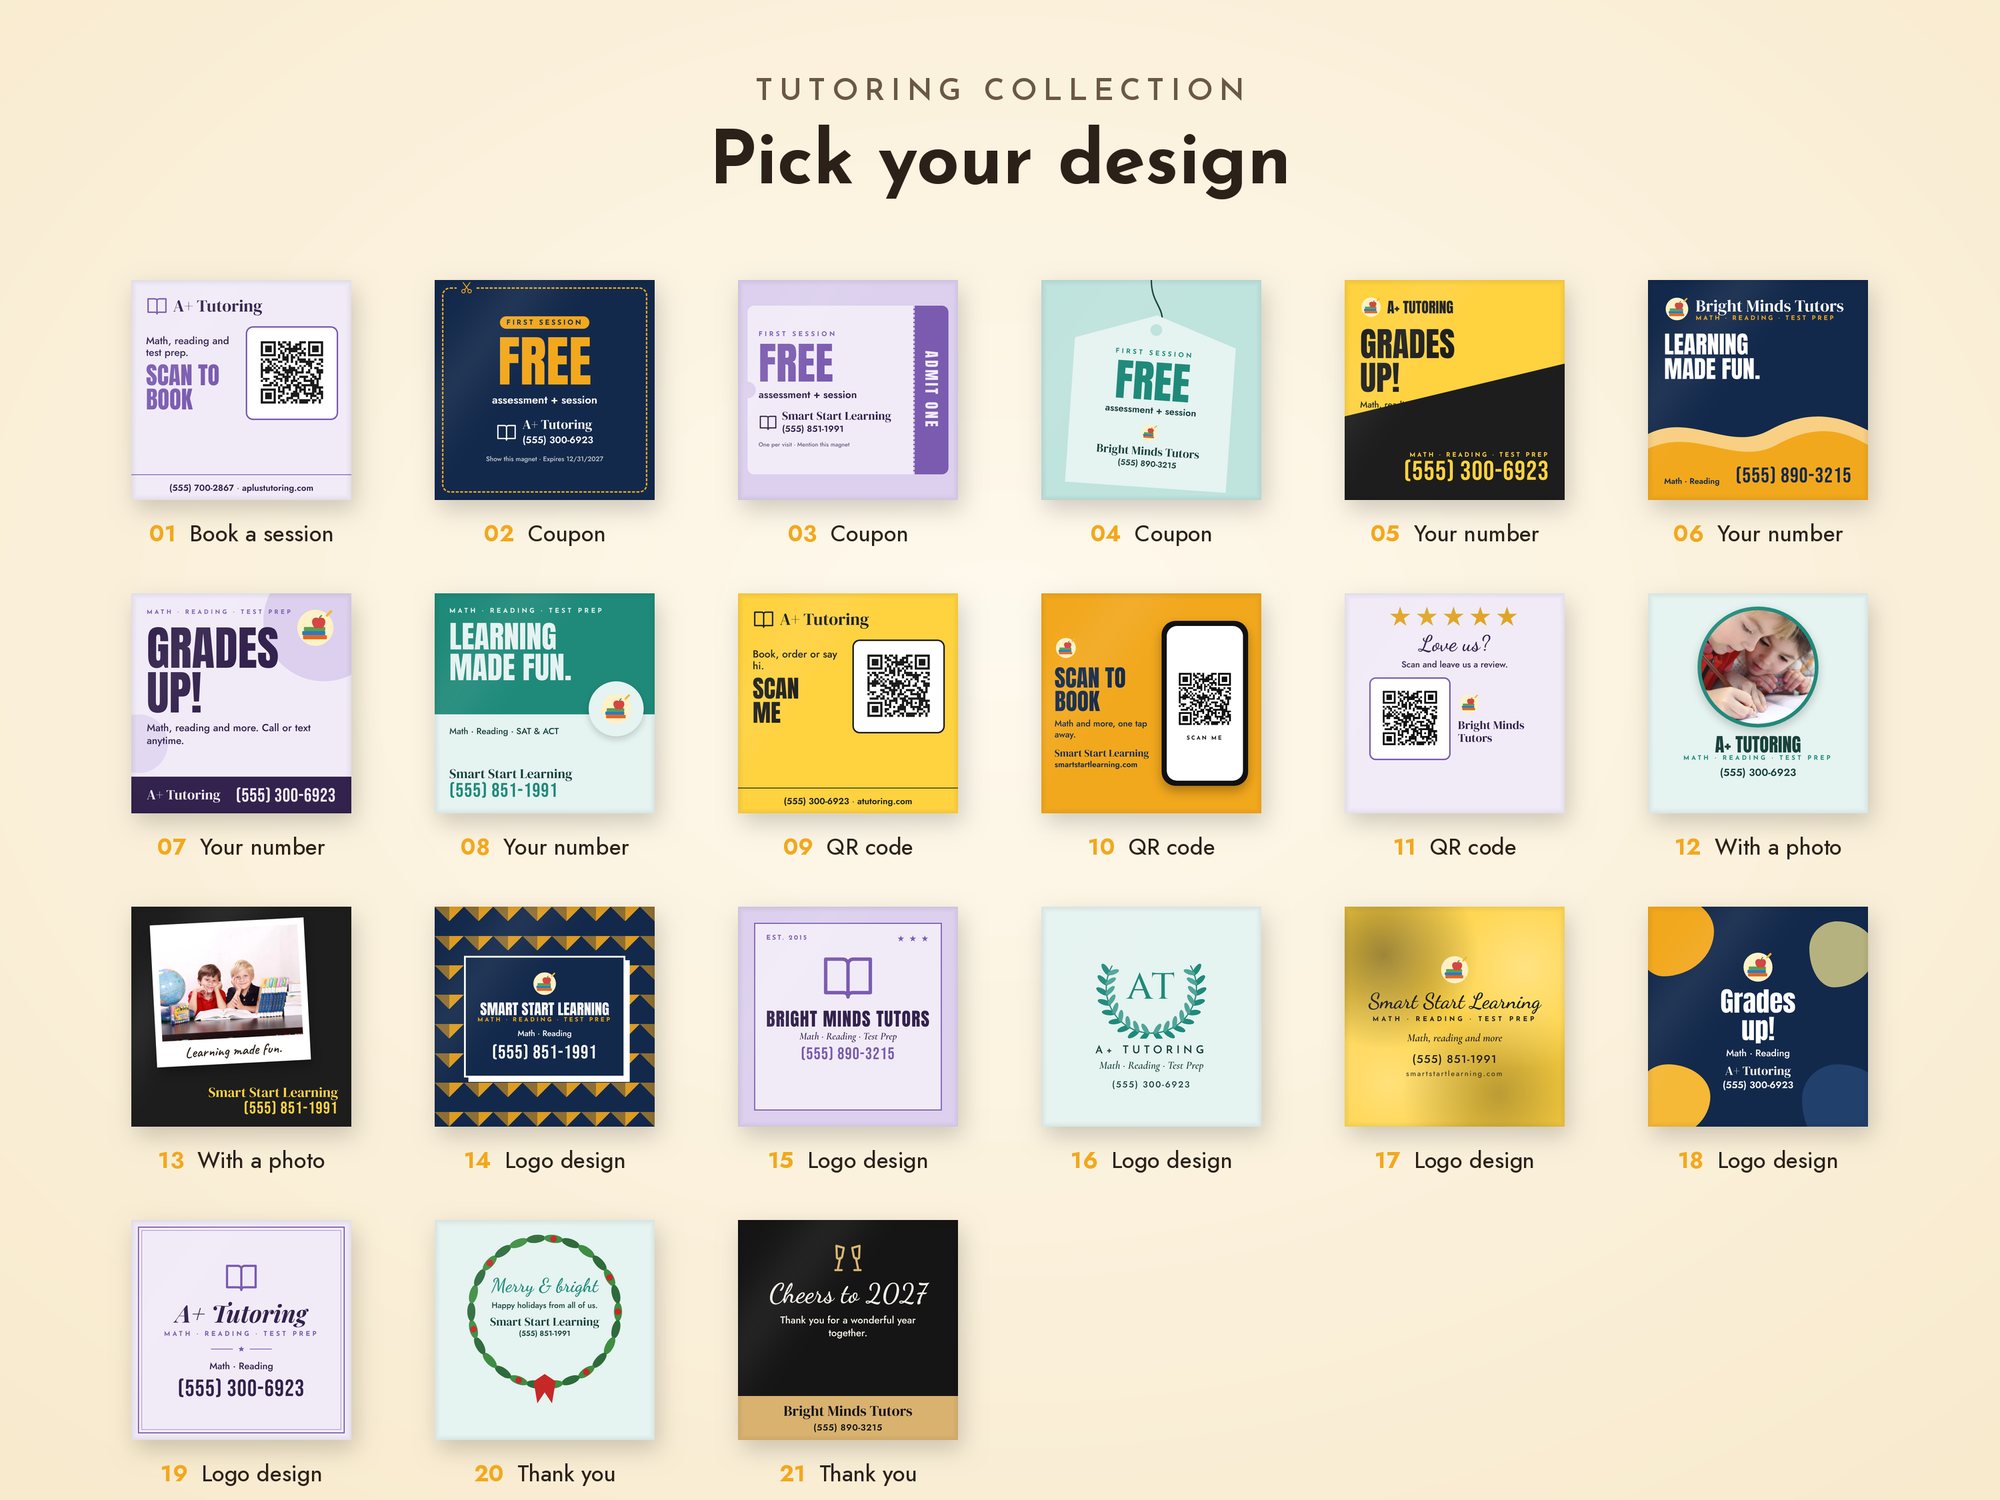 TUTORING COLLECTION
Pick your design
A+ Tutoring
Math, reading and
test prep.
SCAN TO
BOOK
(555) 700-2867 · aplustutoring.com
01 Book a session
FIRST SESSION
FREE
assessment + session
A+ Tutoring
(555) 300-6923
Show this magnet · Expires 12/31/2027
02 Coupon
FIRST SESSION
FREE
assessment + session
Smart Start Learning
(555) 851-1991
One per visit · Mention this magnet
ADMIT ONE
03 Coupon
FIRST SESSION
FREE
assessment + session
Bright Minds Tutors
(555) 890-3215
04 Coupon
A+ TUTORING
GRADES
UP!
MATH · READING · TEST PREP
(555) 300-6923
05 Your number
Bright Minds Tutors
MATH · READING · TEST PREP
LEARNING
MADE FUN.
Math · Reading
(555) 890-3215
06 Your number
MATH · READING · TEST PREP
GRADES
UP!
Math, reading and more. Call or text
anytime.
A+ Tutoring
(555) 300-6923
07 Your number
MATH · READING · TEST PREP
LEARNING
MADE FUN.
Math · Reading · SAT & ACT
Smart Start Learning
(555) 851-1991
08 Your number
A+ Tutoring
Book, order or say
hi.
SCAN
ME
(555) 300-6923 · atutoring.com
09 QR code
SCAN TO
BOOK
Math and more, one tap
away.
Smart Start Learning
smartstartlearning.com
SCAN ME
10 QR code
Love us?
Scan and leave us a review.
Bright Minds
Tutors
11 QR code
A+ TUTORING
MATH · READING · TEST PREP
(555) 300-6923
12 With a photo
Learning made fun.
Smart Start Learning
(555) 851-1991
13 With a photo
SMART START LEARNING
MATH · READING · TEST PREP
Math · Reading
(555) 851-1991
14 Logo design
EST. 2015
BRIGHT MINDS TUTORS
Math · Reading · Test Prep
(555) 890-3215
15 Logo design
AT
A+ TUTORING
Math · Reading · Test Prep
(555) 300-6923
16 Logo design
Smart Start Learning
MATH · READING · TEST PREP
Math, reading and more
(555) 851-1991
smartstartlearning.com
17 Logo design
Grades
up!
Math · Reading
A+ Tutoring
(555) 300-6923
18 Logo design
A+ Tutoring
MATH · READING · TEST PREP
Math · Reading
(555) 300-6923
19 Logo design
Merry & bright
Happy holidays from all of us.
Smart Start Learning
(555) 851-1991
20 Thank you
Cheers to 2027
Thank you for a wonderful year
together.
Bright Minds Tutors
(555) 890-3215
21 Thank you